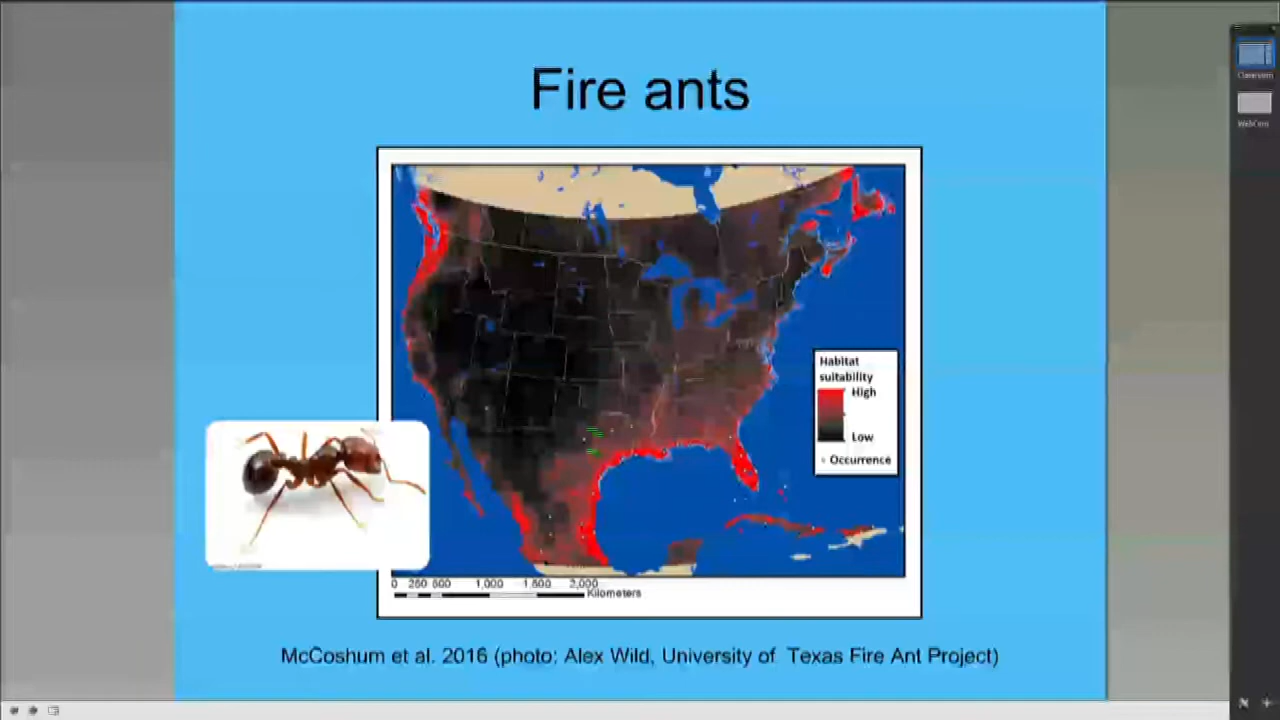 Fire ants
Habitat
suitability
High
Low
Occurrence
0 250 500 1,000 1,500 2,000
Kilometers
McCoshum et al. 2016 (photo: Alex Wild, University of Texas Fire Ant Project)
Classroom